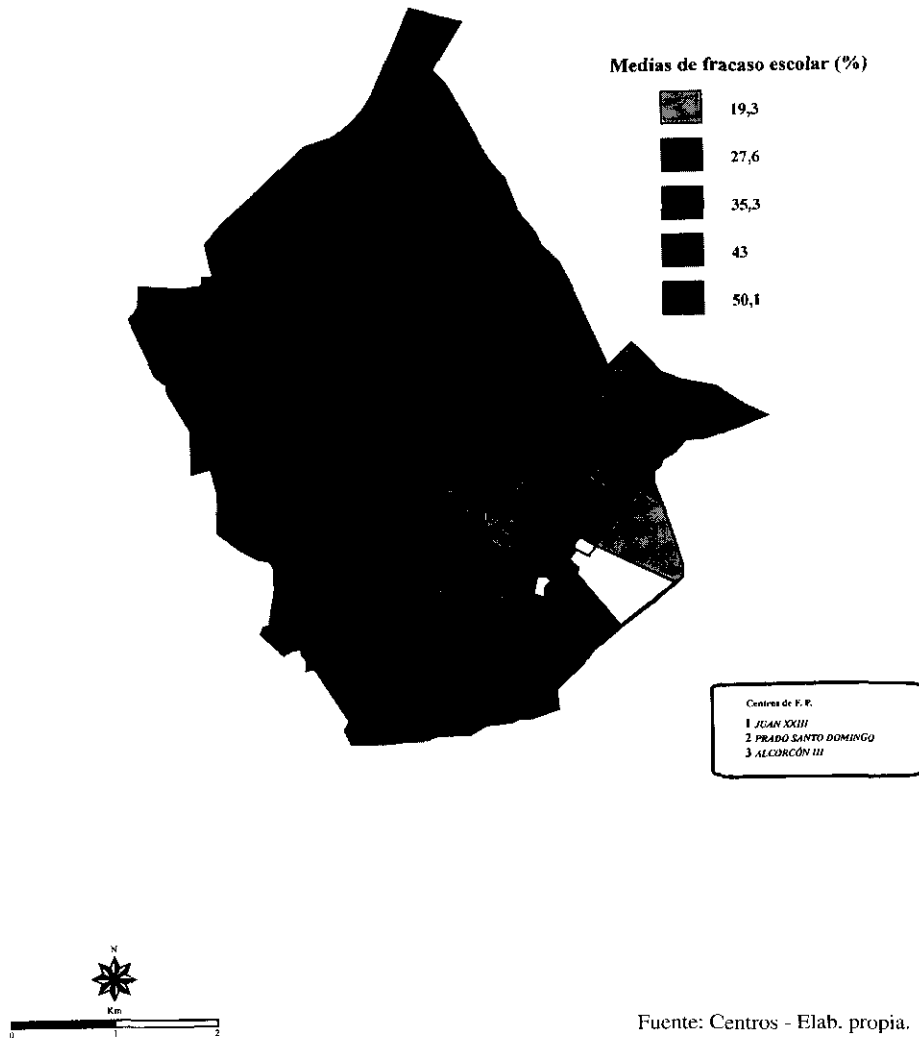 Medias de fracaso escolar (%)
19,3
27,6
35,3
43
50,1
Centros de F. P.
1 JUAN XXIII
2 PRADO SANTO DOMINGO
3 ALCORCÓN III
N
Km
0 1 2
Fuente: Centros - Elab. propia.